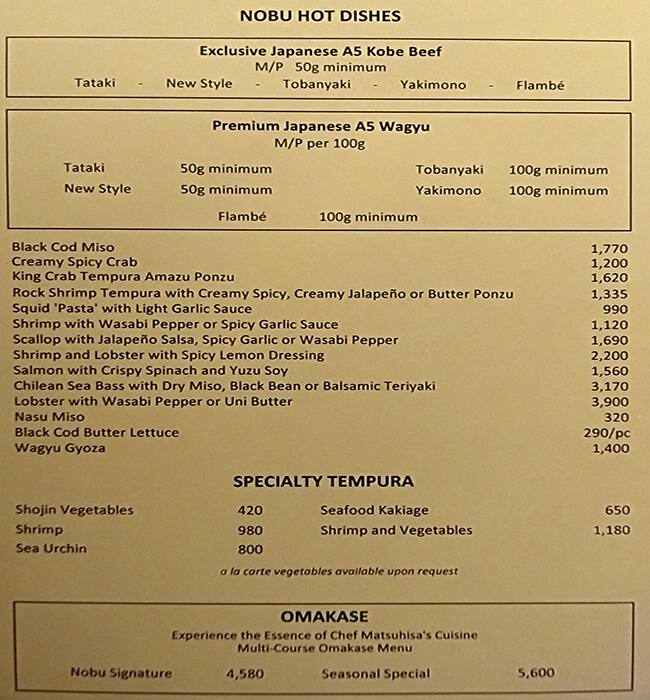 NOBU HOT DISHES
Exclusive Japanese A5 Kobe Beef
M/P 50g minimum
Tataki - New Style - Tobanyaki - Yakimono - Flambé
Premium Japanese A5 Wagyu
M/P per 100g
Tataki 50g minimum Tobanyaki 100g minimum
New Style 50g minimum Yakimono 100g minimum
Flambé 100g minimum
Black Cod Miso 1,770
Creamy Spicy Crab 1,200
King Crab Tempura Amazu Ponzu 1,620
Rock Shrimp Tempura with Creamy Spicy, Creamy Jalapeño or Butter Ponzu 1,335
Squid 'Pasta' with Light Garlic Sauce 990
Shrimp with Wasabi Pepper or Spicy Garlic Sauce 1,120
Scallop with Jalapeño Salsa, Spicy Garlic or Wasabi Pepper 1,690
Shrimp and Lobster with Spicy Lemon Dressing 2,200
Salmon with Crispy Spinach and Yuzu Soy 1,560
Chilean Sea Bass with Dry Miso, Black Bean or Balsamic Teriyaki 3,170
Lobster with Wasabi Pepper or Uni Butter 3,900
Nasu Miso 320
Black Cod Butter Lettuce 290/pc
Wagyu Gyoza 1,400
SPECIALTY TEMPURA
Shojin Vegetables 420 Seafood Kakiage 650
Shrimp 980 Shrimp and Vegetables 1,180
Sea Urchin 800
a la carte vegetables available upon request
OMAKASE
Experience the Essence of Chef Matsuhisa's Cuisine
Multi-Course Omakase Menu
Nobu Signature 4,580 Seasonal Special 5,600